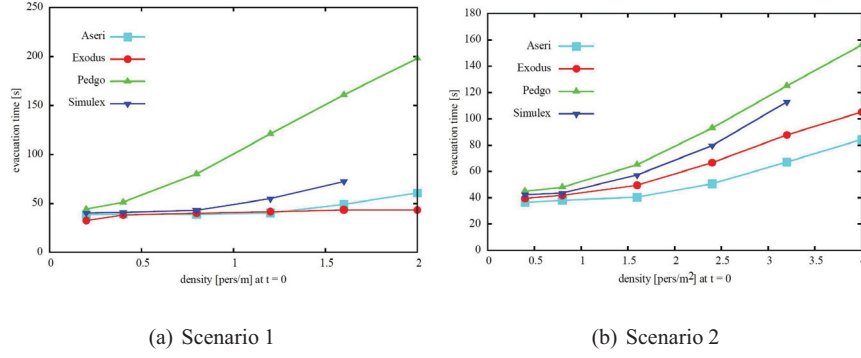 250
200
150
100
50
0
evacuation time [s]
Aseri
Exodus
Pedgo
Simulex
0
0.5
1
1.5
2
density [pers/m] at t = 0
(a) Scenario 1
180
160
140
120
100
80
60
40
20
0
evacuation time [s]
Aseri
Exodus
Pedgo
Simulex
0
0.5
1
1.5
2
2.5
3
3.5
4
density [pers/m²] at t = 0
(b) Scenario 2